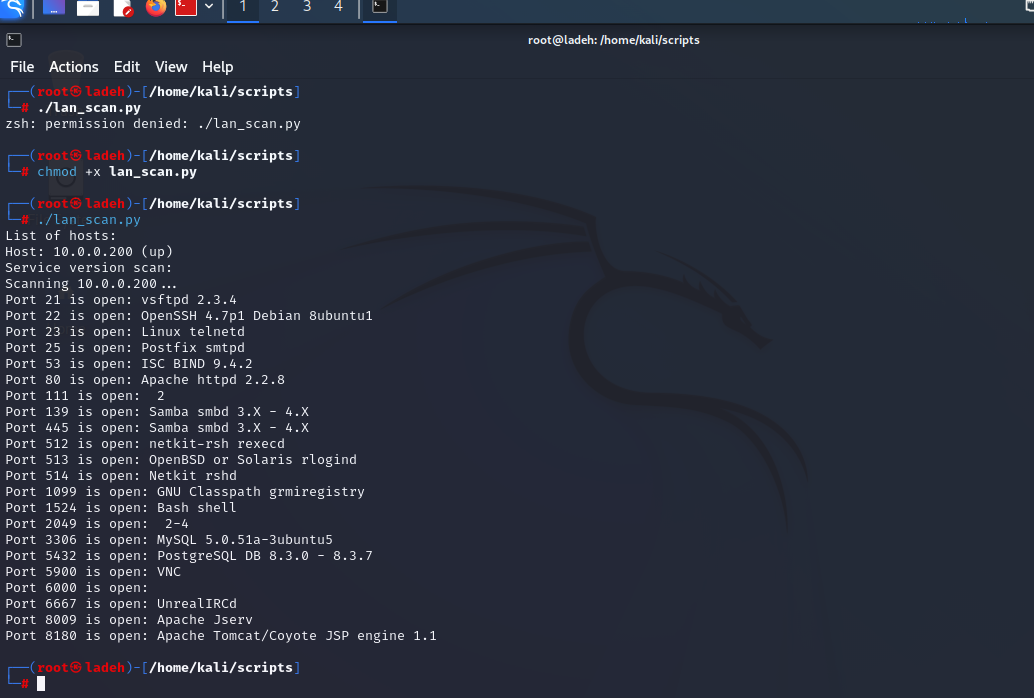 1 2 3 4
root@ladeh: /home/kali/scripts
File Actions Edit View Help
┌──(root㉿ladeh)-[/home/kali/scripts]
└─# ./lan_scan.py
zsh: permission denied: ./lan_scan.py
┌──(root㉿ladeh)-[/home/kali/scripts]
└─# chmod +x lan_scan.py
┌──(root㉿ladeh)-[/home/kali/scripts]
└─# ./lan_scan.py
List of hosts:
Host: 10.0.0.200 (up)
Service version scan:
Scanning 10.0.0.200...
Port 21 is open: vsftpd 2.3.4
Port 22 is open: OpenSSH 4.7p1 Debian 8ubuntu1
Port 23 is open: Linux telnetd
Port 25 is open: Postfix smtpd
Port 53 is open: ISC BIND 9.4.2
Port 80 is open: Apache httpd 2.2.8
Port 111 is open:  2
Port 139 is open: Samba smbd 3.X - 4.X
Port 445 is open: Samba smbd 3.X - 4.X
Port 512 is open: netkit-rsh rexecd
Port 513 is open: OpenBSD or Solaris rlogind
Port 514 is open: Netkit rshd
Port 1099 is open: GNU Classpath grmiregistry
Port 1524 is open: Bash shell
Port 2049 is open:  2-4
Port 3306 is open: MySQL 5.0.51a-3ubuntu5
Port 5432 is open: PostgreSQL DB 8.3.0 - 8.3.7
Port 5900 is open: VNC
Port 6000 is open:
Port 6667 is open: UnrealIRCd
Port 8009 is open: Apache Jserv
Port 8180 is open: Apache Tomcat/Coyote JSP engine 1.1
┌──(root㉿ladeh)-[/home/kali/scripts]
└─#